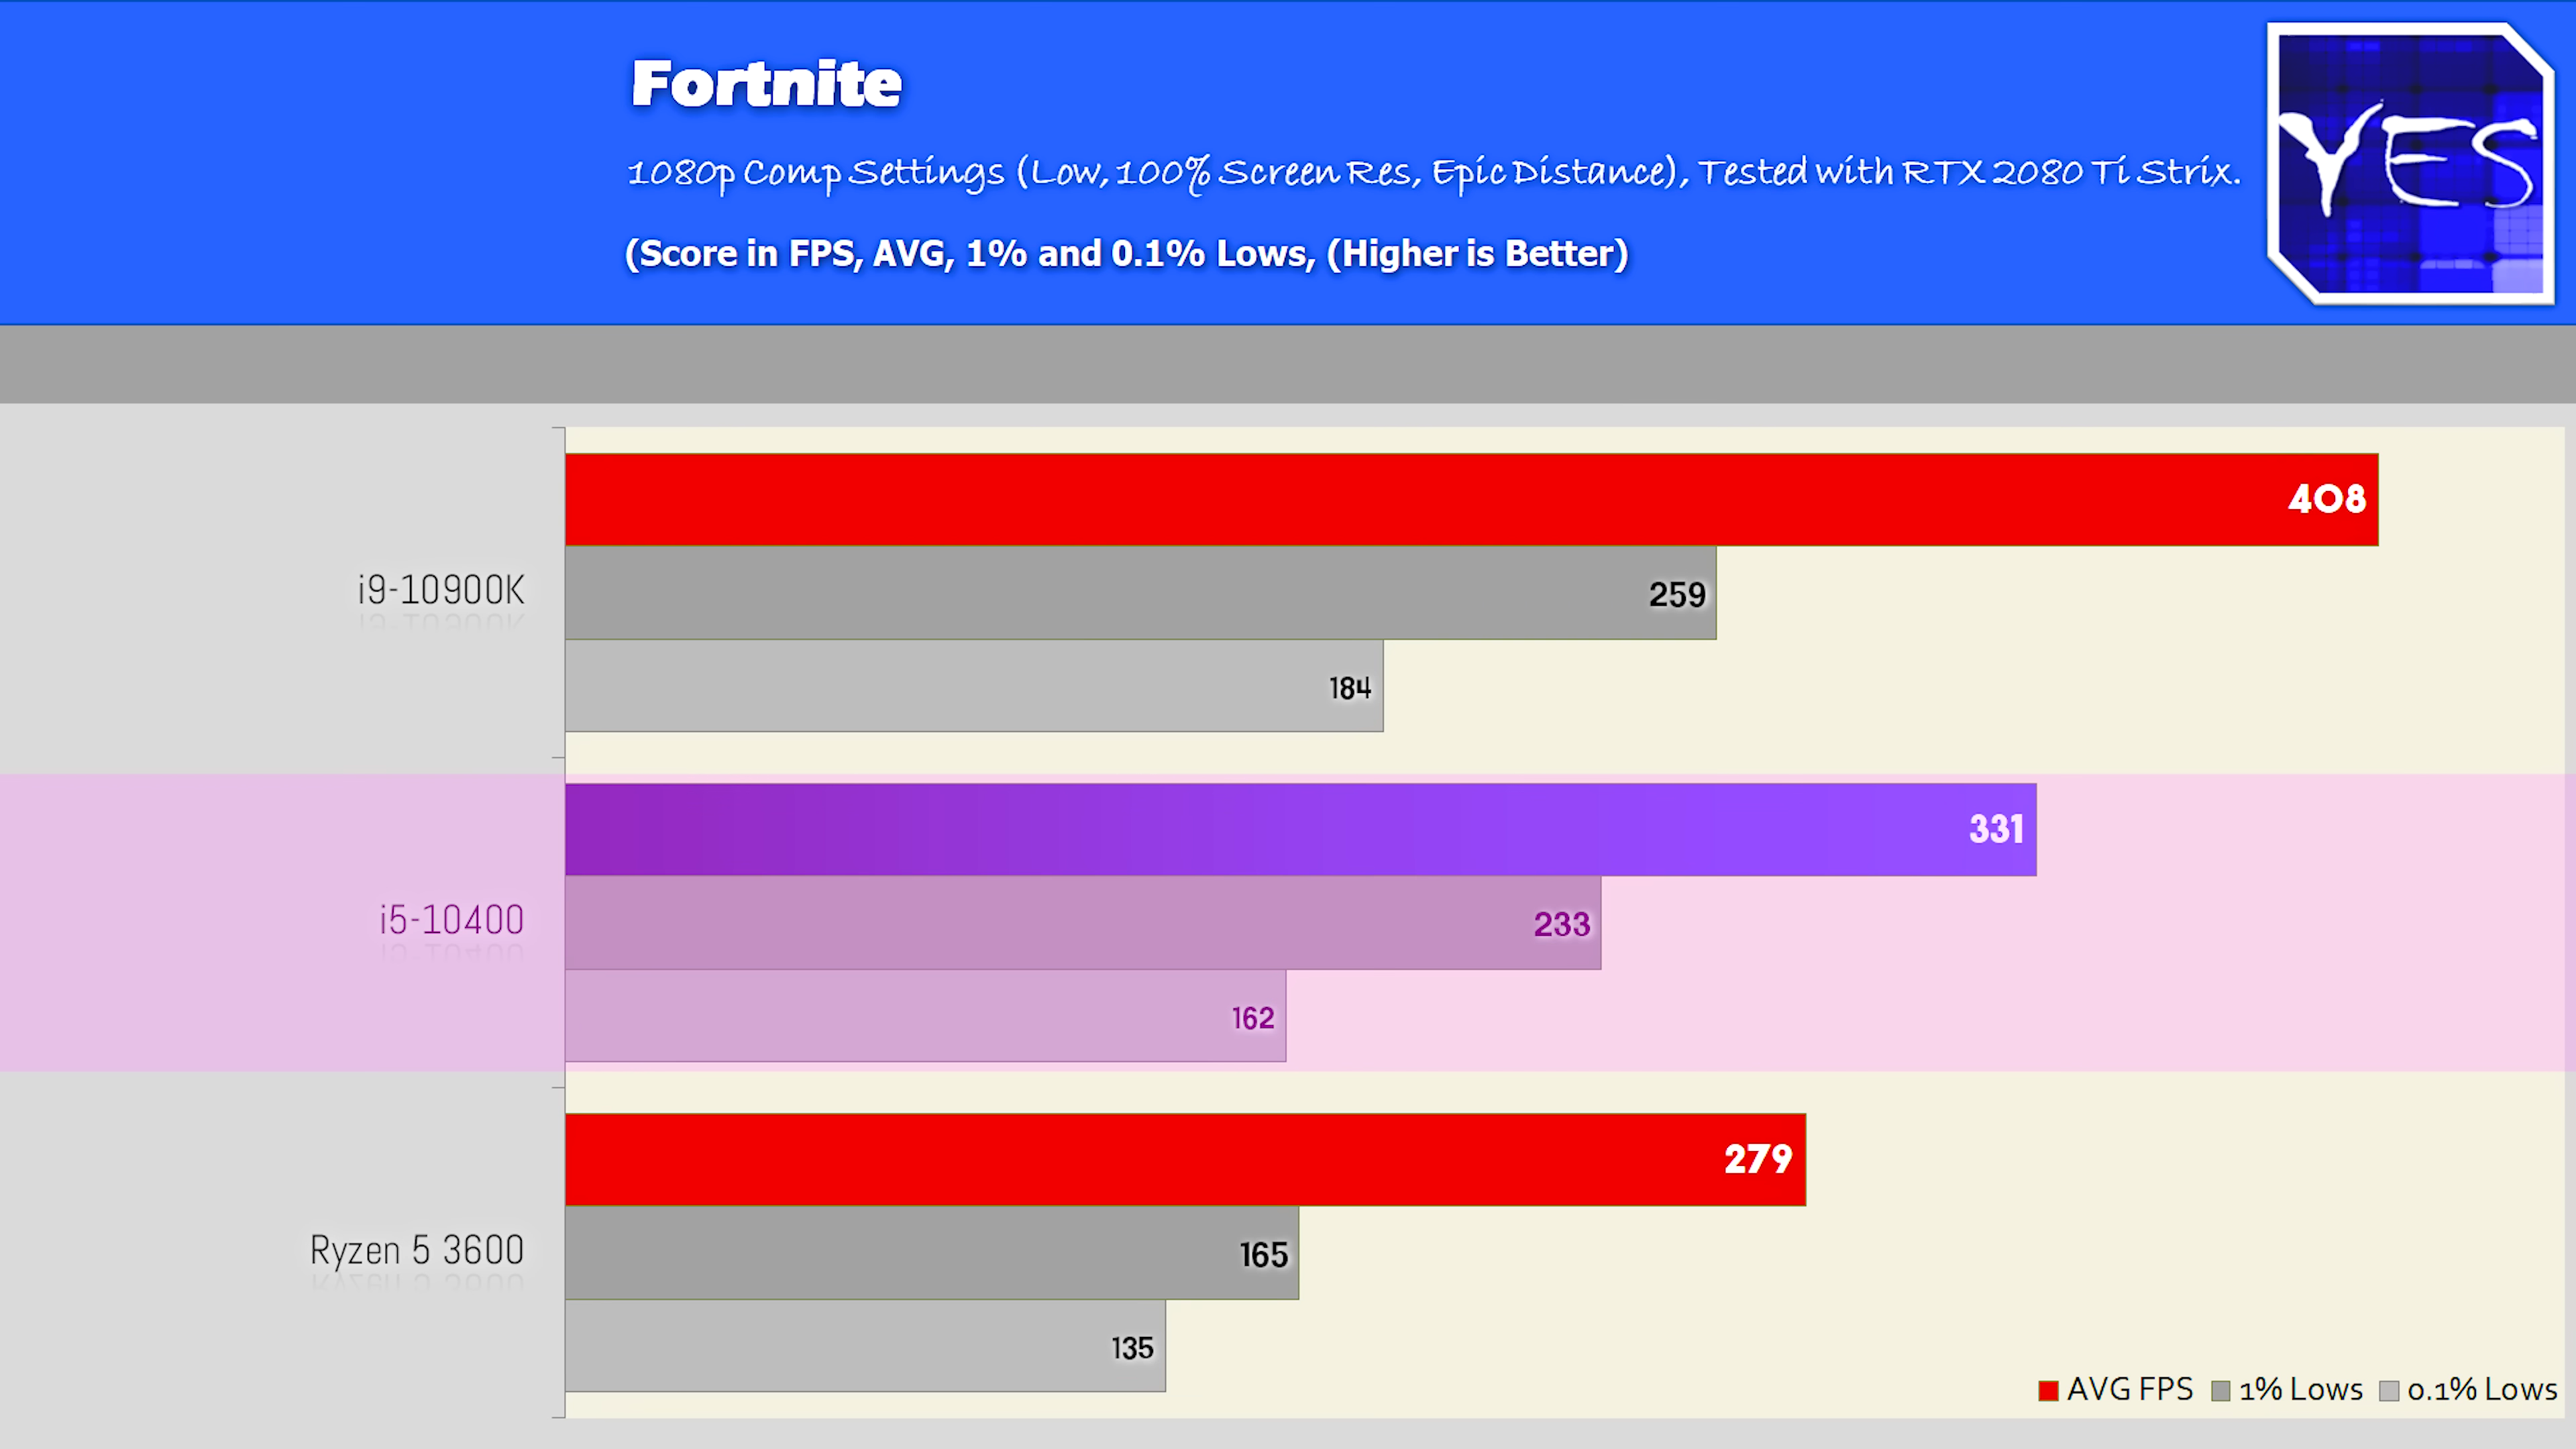 Fortnite
1080p Comp Settings (Low, 100% Screen Res, Epic Distance), Tested with RTX 2080 Ti Strix.
(Score in FPS, AVG, 1% and 0.1% Lows, (Higher is Better)
YES
408
i9-10900K
259
184
331
i5-10400
233
162
279
Ryzen 5 3600
165
135
AVG FPS 1% Lows 0.1% Lows